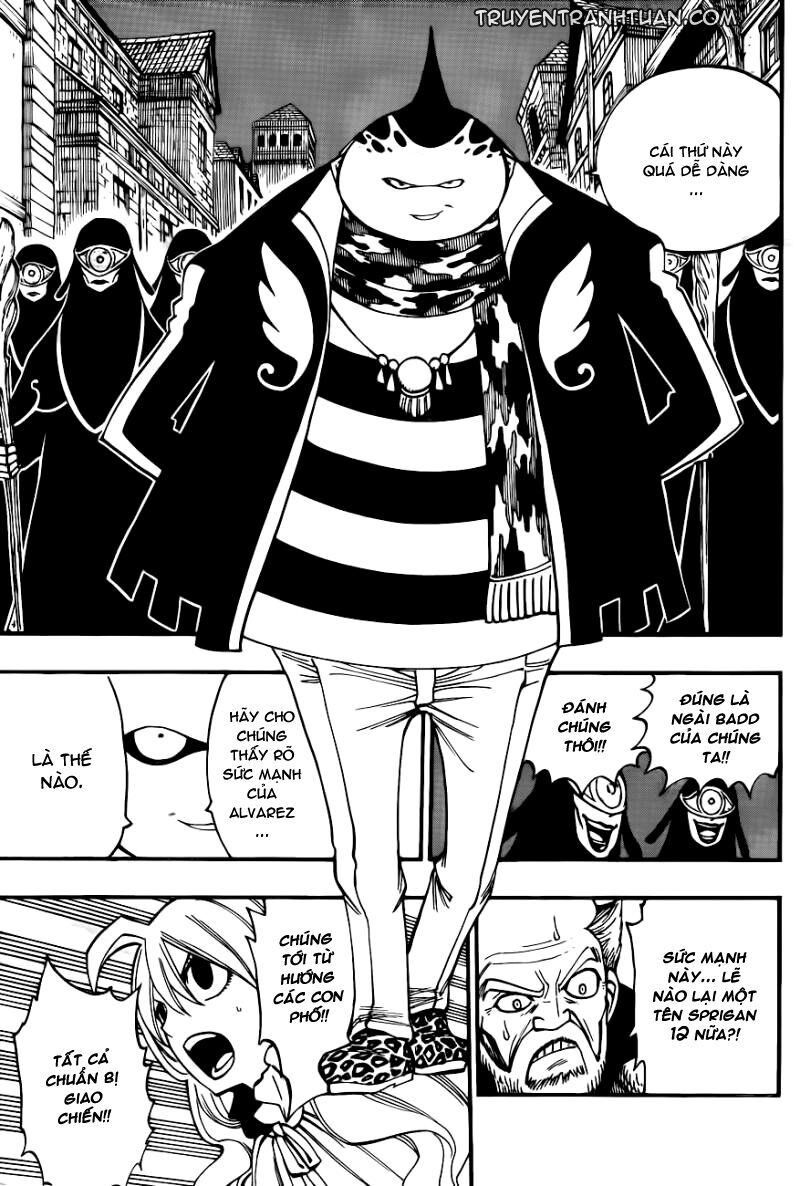 TRUYENTRANHTUAN.COM
CÁI THỨ NÀY
QUÁ DỄ DÀNG
...
ĐÚNG LÀ
NGÀI BADD
CỦA CHÚNG
TA!!
ĐÁNH
CHÚNG
THÔI!!
HÃY CHO
CHÚNG
THẤY RÕ
SỨC MẠNH
CỦA
ALVAREZ
...
LÀ THẾ
NÀO.
SỨC MẠNH
NÀY... LẼ
NÀO LẠI MỘT
TÊN SPRIGAN
12 NỮA?!
CHÚNG
TỚI TỪ
HƯỚNG
CÁC CON
PHỐ!!
TẤT CẢ
CHUẨN BỊ
GIAO
CHIẾN!!